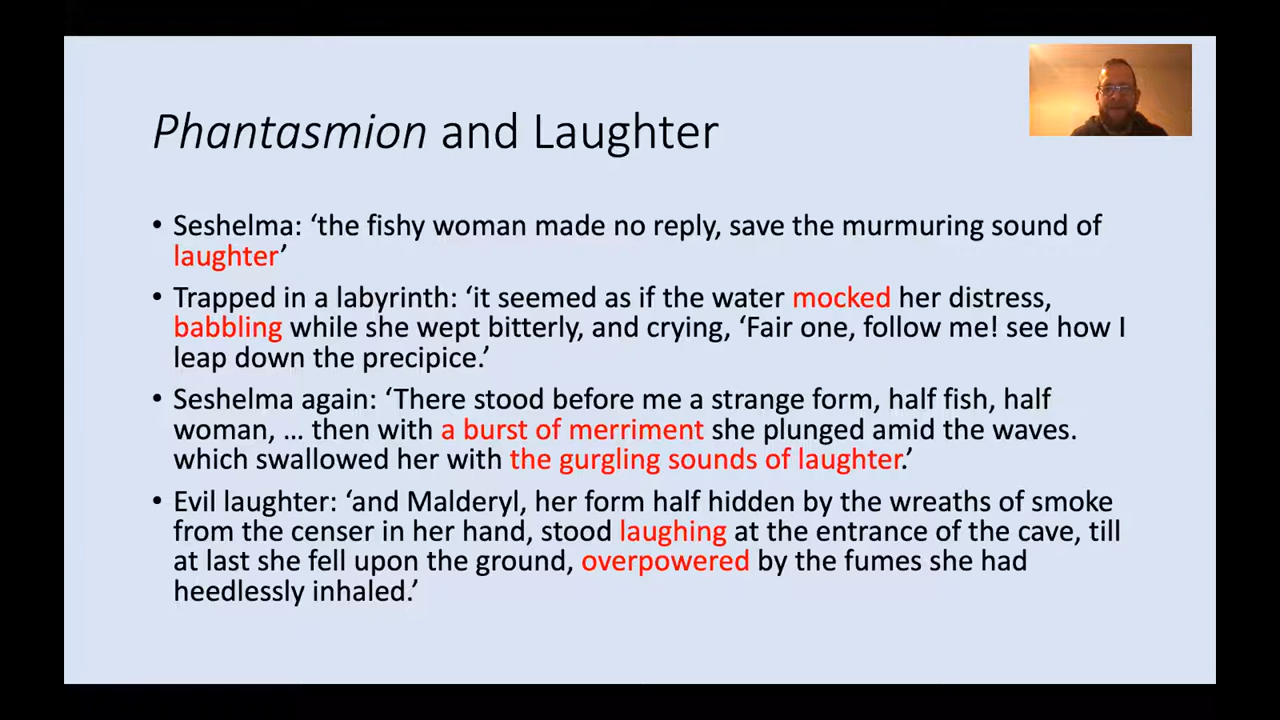 Phantasmion and Laughter
• Seshelma: ‘the fishy woman made no reply, save the murmuring sound of
laughter’
• Trapped in a labyrinth: ‘it seemed as if the water mocked her distress,
babbling while she wept bitterly, and crying, ‘Fair one, follow me! see how I
leap down the precipice.’
• Seshelma again: ‘There stood before me a strange form, half fish, half
woman, … then with a burst of merriment she plunged amid the waves.
which swallowed her with the gurgling sounds of laughter.’
• Evil laughter: ‘and Malderyl, her form half hidden by the wreaths of smoke
from the censer in her hand, stood laughing at the entrance of the cave, till
at last she fell upon the ground, overpowered by the fumes she had
heedlessly inhaled.’